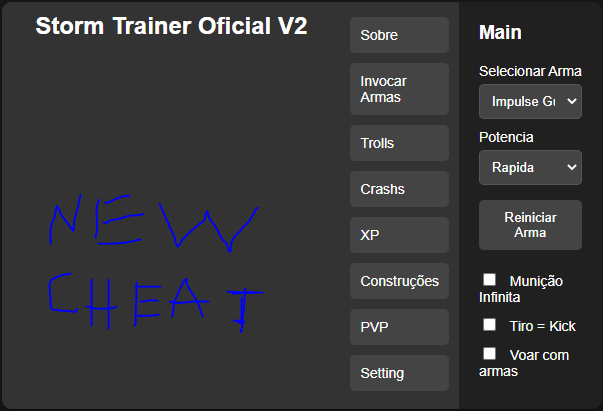 Storm Trainer Oficial V2
NEW
CHEAT
Sobre
Invocar
Armas
Trolls
Crashs
XP
Construções
PVP
Setting
Main
Selecionar Arma
Impulse Gu
Potencia
Rapida
Reiniciar
Arma
Munição
Infinita
Tiro = Kick
Voar com
armas